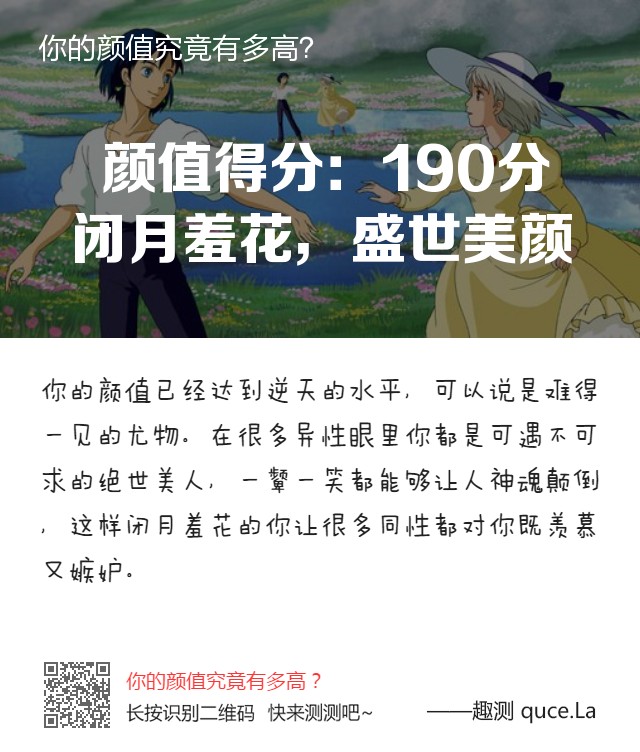 你的颜值究竟有多高？
颜值得分：190分
闭月羞花，盛世美颜
你的颜值已经达到逆天的水平，可以说是难得
一见的尤物。在很多异性眼里你都是可遇不可
求的绝世美人，一颦一笑都能够让人神魂颠倒
，这样闭月羞花的你让很多同性都对你既羡慕
又嫉妒。
你的颜值究竟有多高？
长按识别二维码 快来测测吧~
——趣测 quce.La